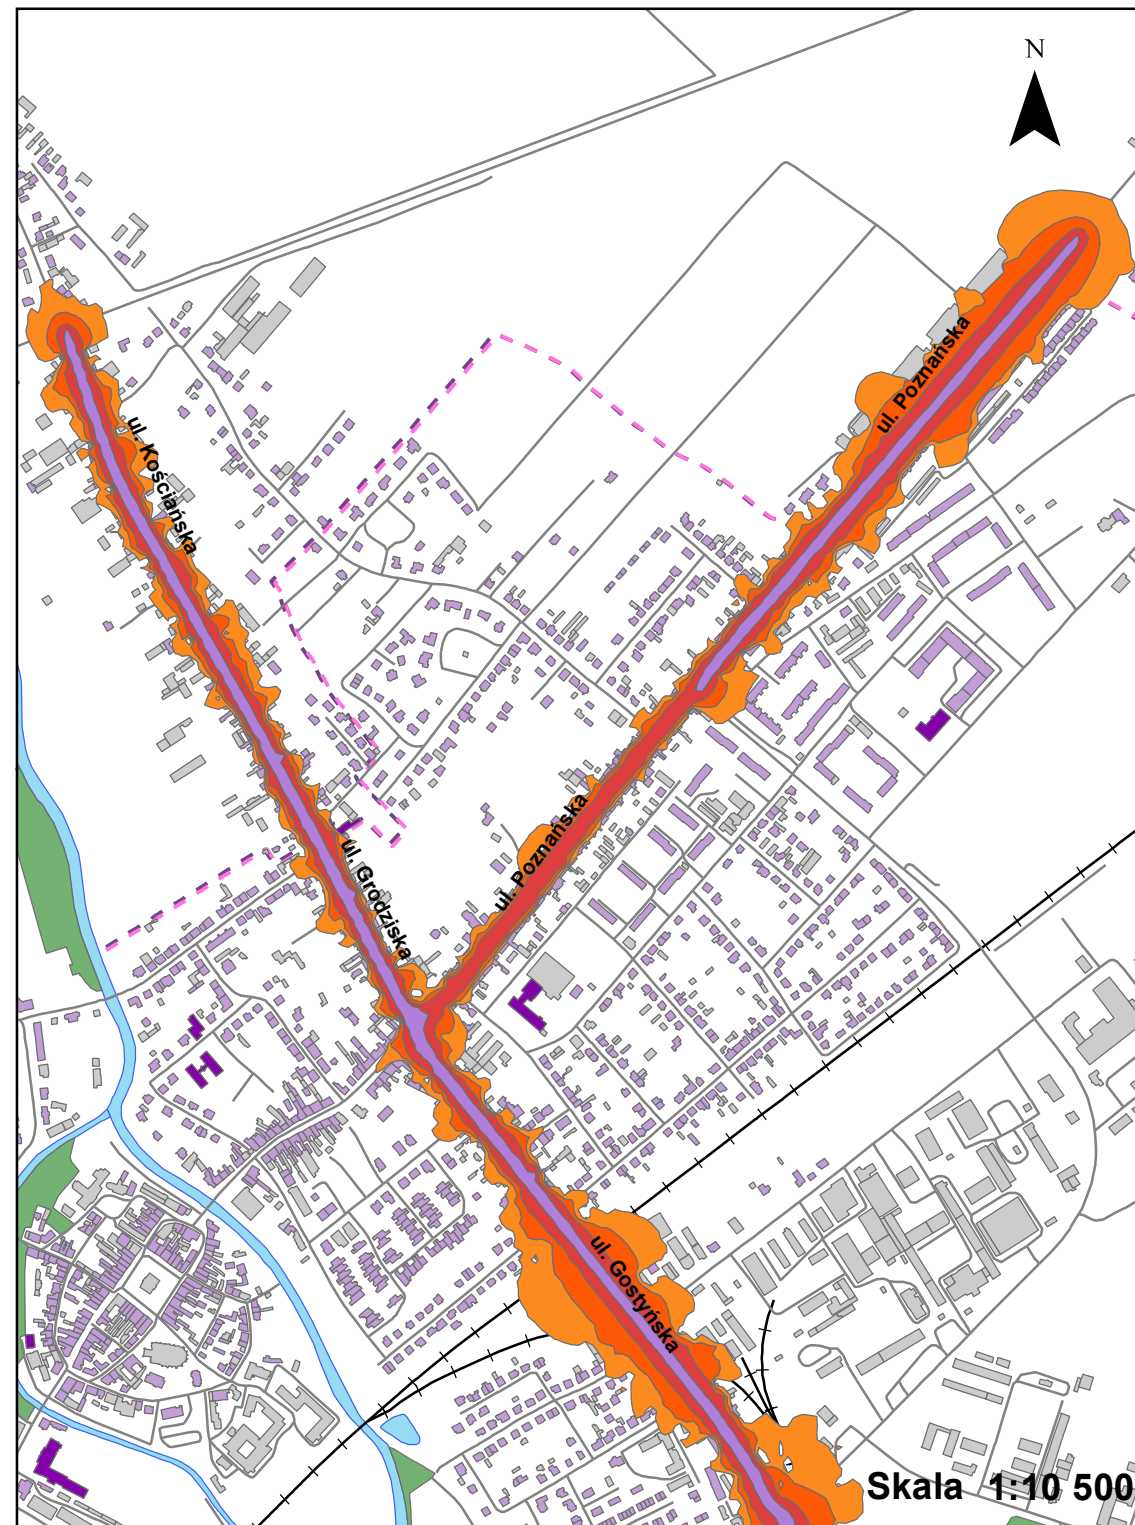 N
ul. Poznańska
ul. Kościańska
ul. Poznańska
ul. Grodziska
ul. Gostyńska
Skala 1:10 500